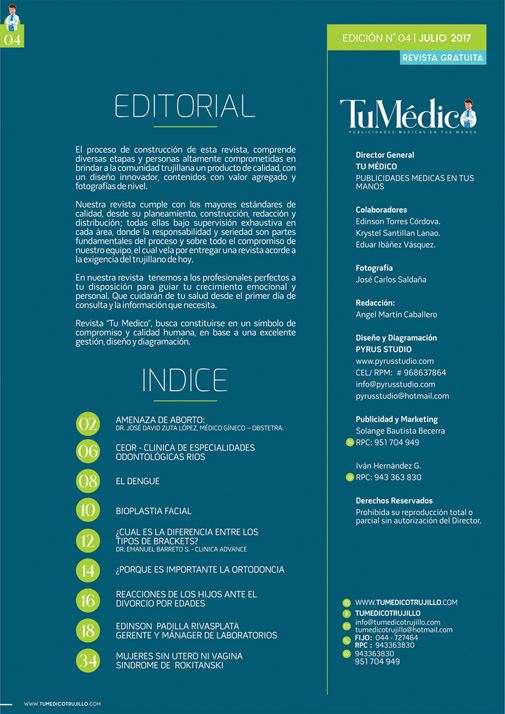 04
EDICIÓN N° 04 | JULIO 2017
REVISTA GRATUITA
EDITORIAL
El proceso de construcción de esta revista, comprende
diversas etapas y personas altamente comprometidas en
brindar a la comunidad trujillana un producto de calidad, con
un diseño innovador, contenidos con valor agregado y
fotografías de nivel.
Nuestra revista cumple con los mayores estándares de
calidad, desde su planeamiento, construcción, redacción y
distribución; todas ellas bajo supervisión exhaustiva en
cada área, donde la responsabilidad y seriedad son partes
fundamentales del proceso y sobre todo el compromiso de
nuestro equipo, el cual vela por entregar una revista acorde a
la exigencia del trujillano de hoy.
En nuestra revista tenemos a los profesionales perfectos a
tu disposición para guiar tu crecimiento emocional y
personal. Que cuidarán de tu salud desde el primer día de
consulta y la información que necesita.
Revista "Tu Medico", busca constituirse en un símbolo de
compromiso y calidad humana, en base a una excelente
gestión, diseño y diagramación.
INDICE
02 AMENAZA DE ABORTO:
DR. JOSÉ DAVID ZUTA LÓPEZ, MÉDICO GÍNECO – OBSTETRA.
06 CEOR - CLINICA DE ESPECIALIDADES
ODONTOLÓGICAS RIOS
08 EL DENGUE
10 BIOPLASTIA FACIAL
12 ¿CUAL ES LA DIFERENCIA ENTRE LOS
TIPOS DE BRACKETS?
DR. EMANUEL BARRETO S. - CLINICA ADVANCE
14 ¿PORQUE ES IMPORTANTE LA ORTODONCIA
16 REACCIONES DE LOS HIJOS ANTE EL
DIVORCIO POR EDADES
18 EDINSON PADILLA RIVASPLATA
GERENTE Y MÁNAGER DE LABORATORIOS
34 MUJERES SIN UTERO NI VAGINA
SINDROME DE ROKITANSKI
WWW.TUMEDICOTRUJILLO.COM
TuMédico
PUBLICIDADES MEDICAS EN TUS MANOS
Director General
TU MÉDICO
PUBLICIDADES MEDICAS EN TUS
MANOS
Colaboradores
Edinson Torres Córdova.
Krystel Santillan Lanao.
Eduar Ibáñez Vásquez.
Fotografía
José Carlos Saldaña
Redacción:
Angel Martín Caballero
Diseño y Diagramación
PYRUS STUDIO
www.pyrusstudio.com
CEL/ RPM: # 968637864
info@pyrusstudio.com
pyrusstudio@hotmail.com
Publicidad y Marketing
Solange Bautista Becerra
RPC: 951 704 949
Iván Hernández G.
RPC: 943 363 830
Derechos Reservados
Prohibida su reproducción total o
parcial sin autorización del Director.
WWW.TUMEDICOTRUJILLO.COM
TUMEDICOTRUJILLO
info@tumedicotrujillo.com
tumedicotrujillo@hotmail.com
FIJO: 044 - 727464
RPC : 943363830
943363830
951 704 949